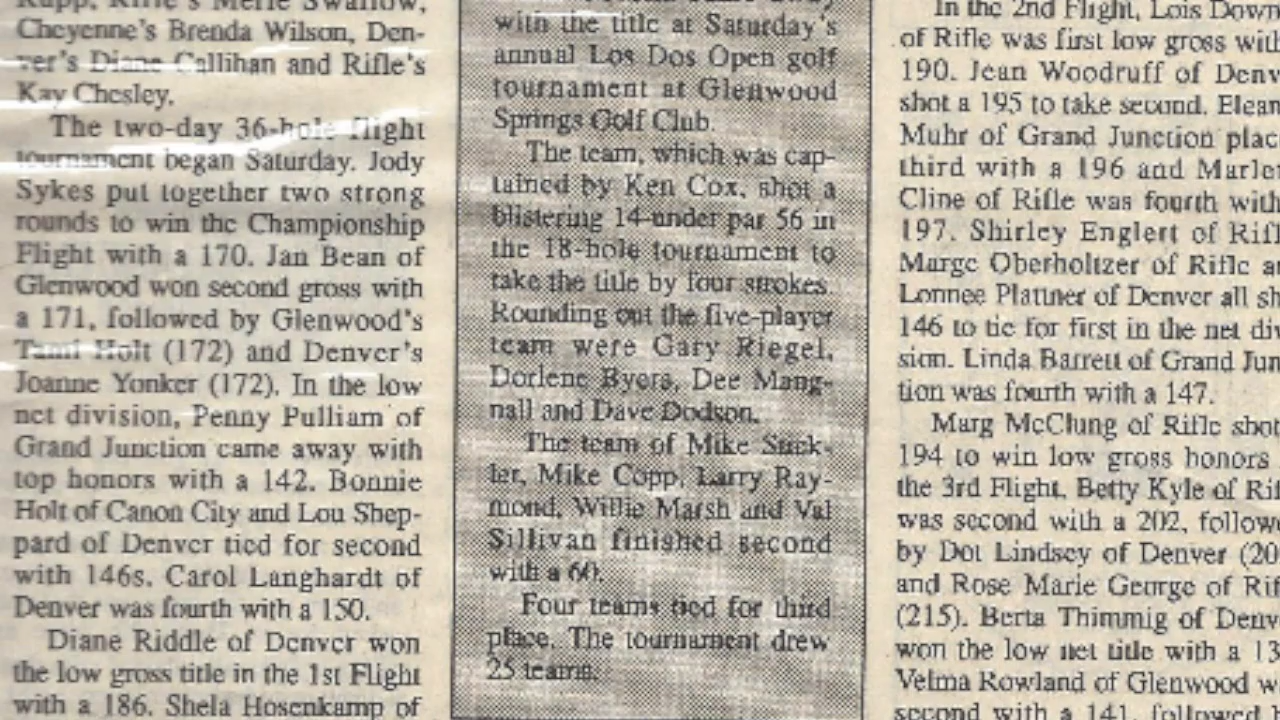 Cheyenne's Brenda Wilson, Den-
ver's Diane Callihan and Rifle's
Kay Chesley.
The two-day 36-hole flight
tournament began Saturday. Jody
Sykes put together two strong
rounds to win the Championship
Flight with a 170. Jan Bean of
Glenwood won second gross with
a 171, followed by Glenwood's
Tami Holt (172) and Denver's
Joanne Yonker (172). In the low
net division, Penny Pulliam of
Grand Junction came away with
top honors with a 142. Bonnie
Holt of Canon City and Lou Shep-
pard of Denver tied for second
with 146s. Carol Langhardt of
Denver was fourth with a 150.
Diane Riddle of Denver won
the low gross title in the 1st Flight
with a 186. Shela Hosenkamp of
with the title at Saturday's
annual Los Dos Open golf
tournament at Glenwood
Springs Golf Club.
The team, which was cap-
tained by Ken Cox, shot a
blistering 14-under par 56 in
the 18-hole tournament to
take the title by four strokes.
Rounding out the five-player
team were Gary Riegel,
Dorlene Byers, Dee Mang-
nall and Dave Dodson.
The team of Mike Stick-
ler, Mike Copp, Larry Ray-
mond, Willie Marsh and Val
Sillivan finished second
with a 60.
Four teams tied for third
place. The tournament drew
25 teams.
In the 2nd Flight, Lois Down
of Rifle was first low gross with
190. Jean Woodruff of Denv
shot a 195 to take second. Elean
Muhr of Grand Junction plac
third with a 196 and Marle
Cline of Rifle was fourth with
197. Shirley Englert of Rifl
Marge Oberholtzer of Rifle a
Lonnee Plattner of Denver all sh
146 to tie for first in the net div
sion. Linda Barrett of Grand Jun
tion was fourth with a 147.
Marg McClung of Rifle shot
194 to win low gross honors
the 3rd Flight. Betty Kyle of Rif
was second with a 202, follow
by Dot Lindsey of Denver (20
and Rose Marie George of Rif
(215). Berta Thimmig of Denv
won the low net title with a 13
Velma Rowland of Glenwood w
second with a 141, followed b